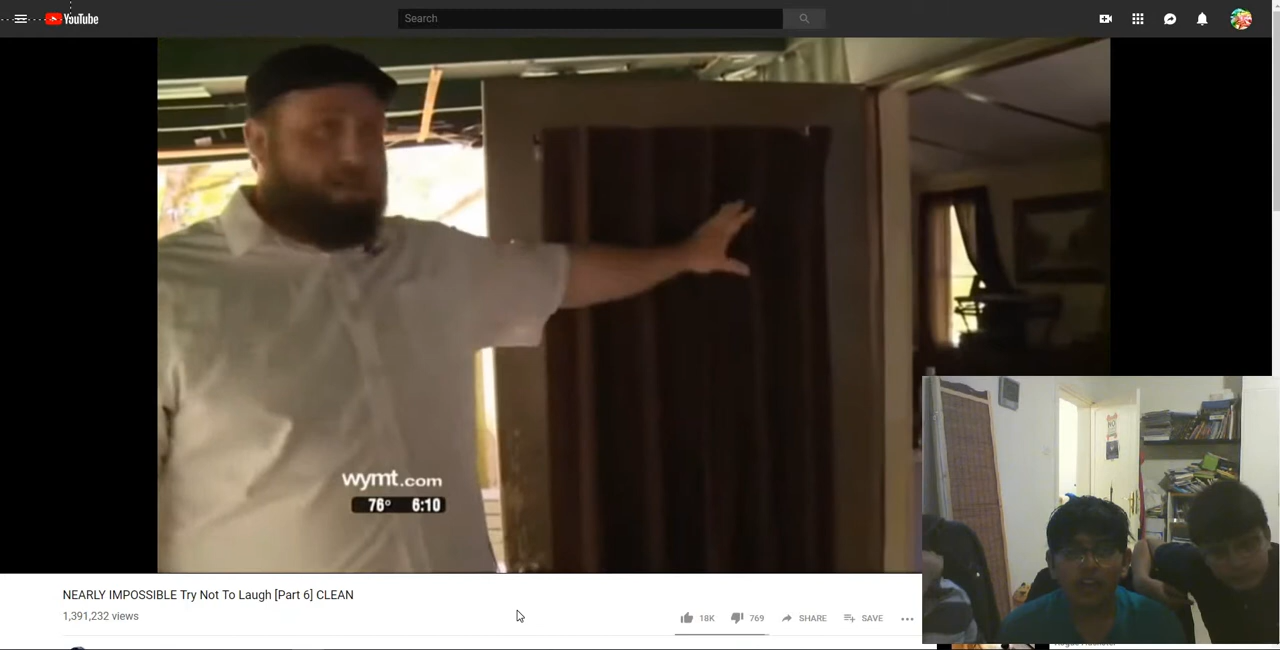 YouTube
Search
wymt.com
76° 6:10
NEARLY IMPOSSIBLE Try Not To Laugh [Part 6] CLEAN
1,391,232 views
18K 769 SHARE SAVE